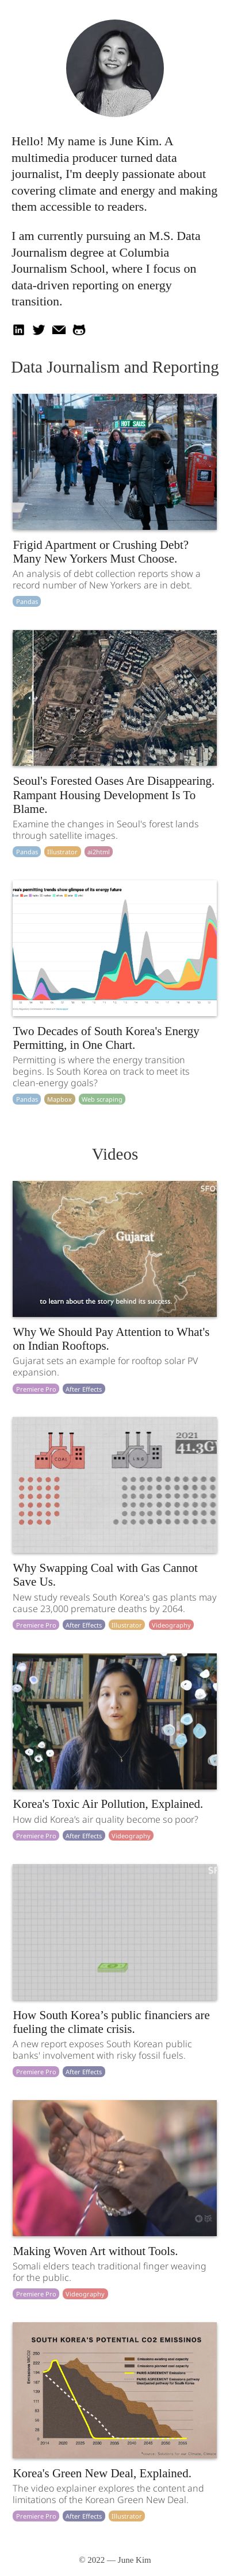 Hello! My name is June Kim. A
multimedia producer turned data
journalist, I'm deeply passionate about
covering climate and energy and making
them accessible to readers.
I am currently pursuing an M.S. Data
Journalism degree at Columbia
Journalism School, where I focus on
data-driven reporting on energy
transition.
Data Journalism and Reporting
HOT SADS
Frigid Apartment or Crushing Debt?
Many New Yorkers Must Choose.
An analysis of debt collection reports show a
record number of New Yorkers are in debt.
Pandas
Seoul's Forested Oases Are Disappearing.
Rampant Housing Development Is To
Blame.
Examine the changes in Seoul's forest lands
through satellite images.
Pandas Illustrator ai2html
permitting trends show glimpse of its energy future
Two Decades of South Korea's Energy
Permitting, in One Chart.
Permitting is where the energy transition
begins. Is South Korea on track to meet its
clean-energy goals?
Pandas Mapbox Web scraping
Videos
SFO
Gujarat
to learn about the story behind its success.
Why We Should Pay Attention to What's
on Indian Rooftops.
Gujarat sets an example for rooftop solar PV
expansion.
Premiere Pro After Effects
2021
41.3G
COAL
LNG
Why Swapping Coal with Gas Cannot
Save Us.
New study reveals South Korea's gas plants may
cause 23,000 premature deaths by 2064.
Premiere Pro After Effects Illustrator Videography
Korea's Toxic Air Pollution, Explained.
How did Korea’s air quality become so poor?
Premiere Pro After Effects Videography
How South Korea’s public financiers are
fueling the climate crisis.
A new report exposes South Korean public
banks' involvement with risky fossil fuels.
Premiere Pro After Effects
Making Woven Art without Tools.
Somali elders teach traditional finger weaving
for the public.
Premiere Pro Videography
SOUTH KOREA'S POTENTIAL CO2 EMISSINOS
Korea's Green New Deal, Explained.
The video explainer explores the content and
limitations of the Korean Green New Deal.
Premiere Pro After Effects Illustrator
© 2022 — June Kim